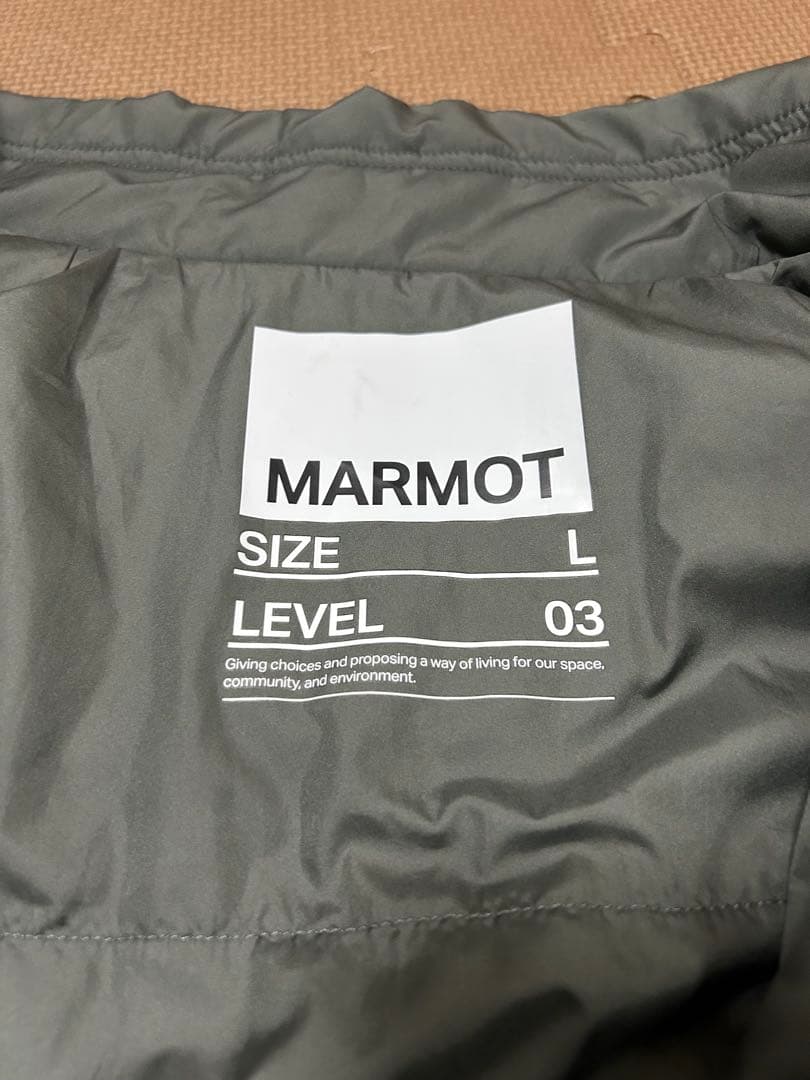 MARMOT
SIZE L
LEVEL 03
Giving choices and proposing a way of living for our space,
community, and environment.